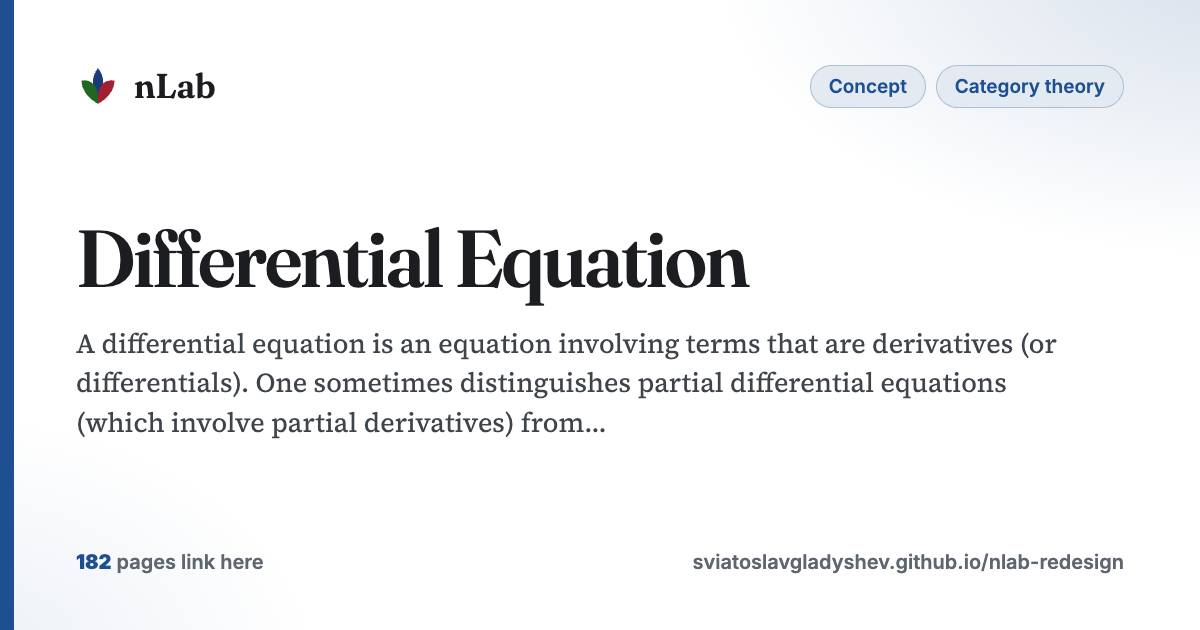 nLab
Concept
Category theory
Differential Equation
A differential equation is an equation involving terms that are derivatives (or
differentials). One sometimes distinguishes partial differential equations
(which involve partial derivatives) from...
182 pages link here
sviatoslavgladyshev.github.io/nlab-redesign